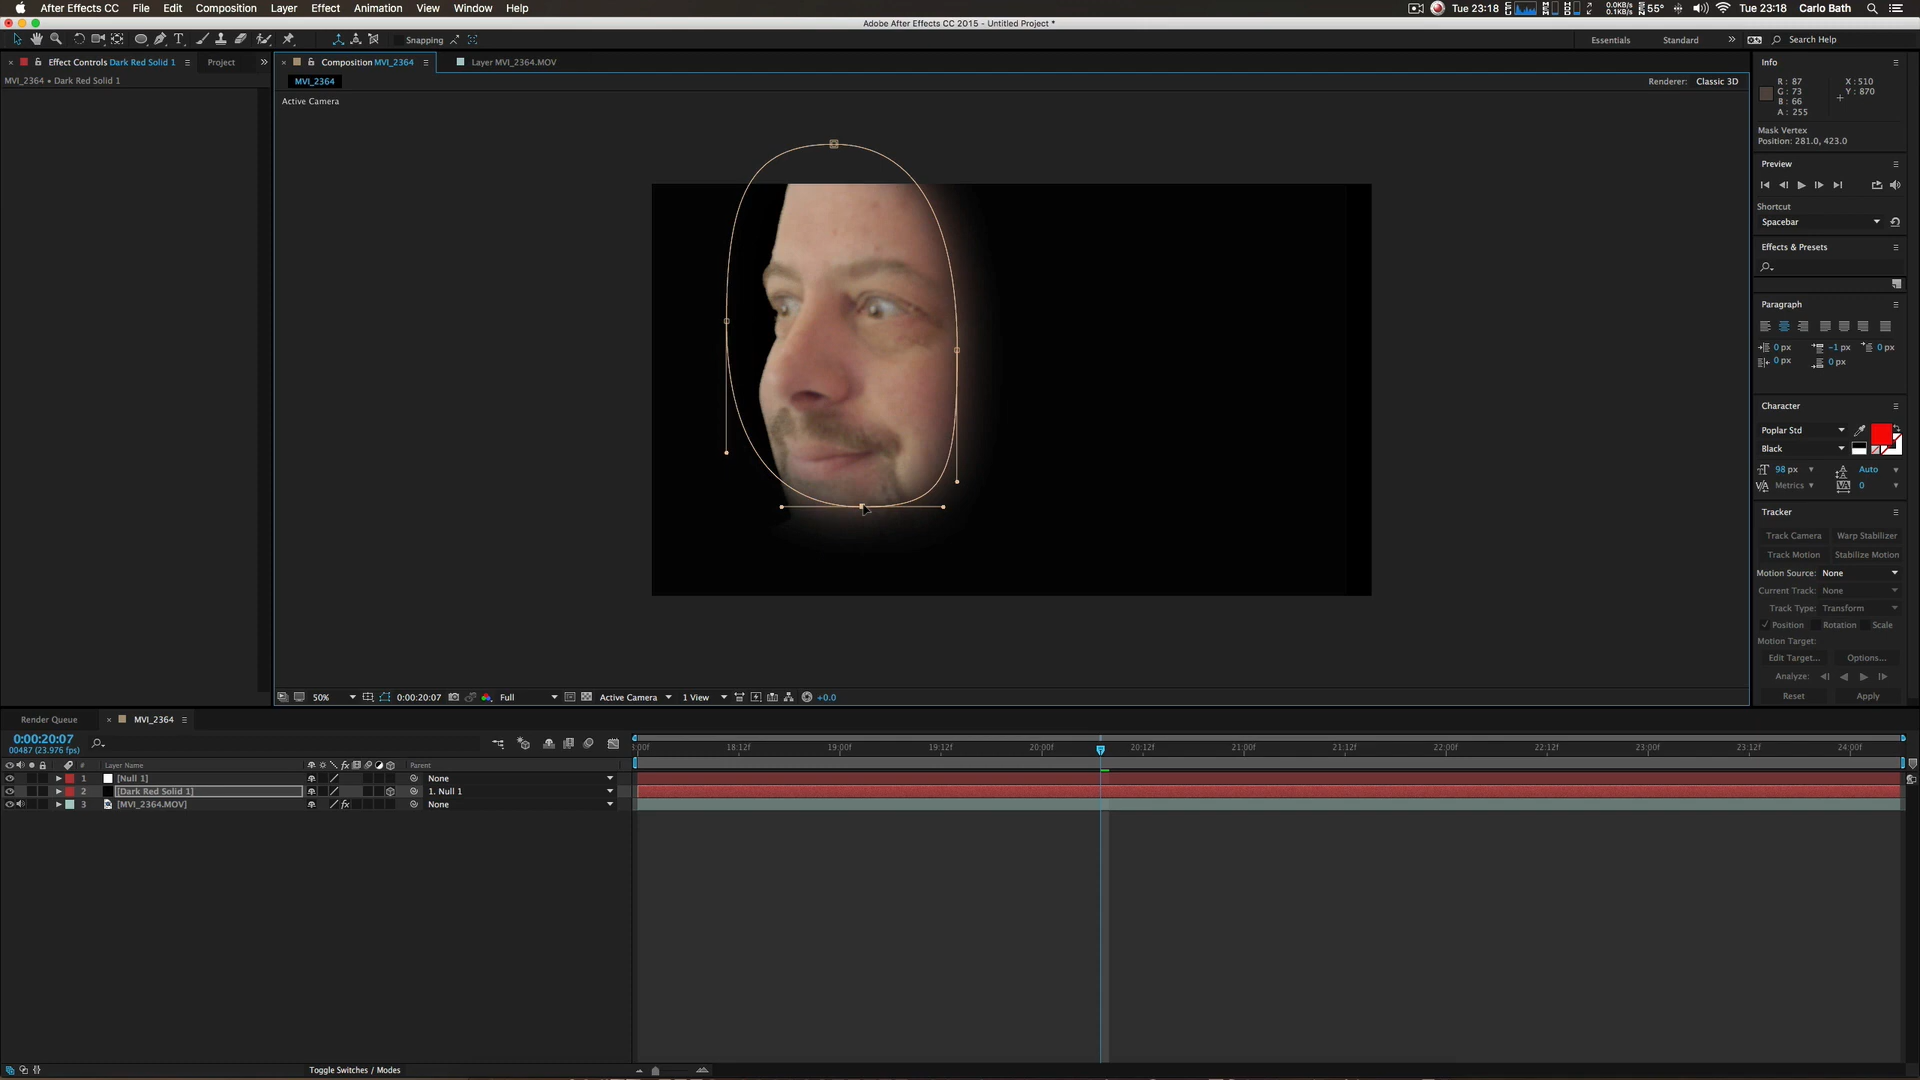 After Effects CC File Edit Composition Layer Effect Animation View Window Help
0.0KB/s 0.1KB/s 55° Tue 23:18 Carlo Bath
Tue 23:18
Adobe After Effects CC 2015 - Untitled Project *
Snapping
Essentials Standard Search Help
Effect Controls Dark Red Solid 1 Project
MVI_2364 • Dark Red Solid 1
Composition MVI_2364 Layer MVI_2364.MOV
MVI_2364
Renderer: Classic 3D
Active Camera
Info
R : 87 X : 510
G : 73 Y : 870
B : 66
A : 255
Mask Vertex
Position: 281.0, 423.0
Preview
Shortcut
Spacebar
Effects & Presets
Paragraph
0 px -1 px 0 px
0 px 0 px
Character
Poplar Std
Black
98 px Auto
Metrics 0
Tracker
Track Camera Warp Stabilizer
Track Motion Stabilize Motion
Motion Source: None
Current Track: None
Track Type: Transform
Position Rotation Scale
Motion Target:
Edit Target... Options...
Analyze:
Reset Apply
50% 0:00:20:07 Full Active Camera 1 View +0.0
Render Queue MVI_2364
0:00:20:07
00487 (23.976 fps)
# Layer Name fx Parent
1 [Null 1] None
2 [Dark Red Solid 1] 1. Null 1
3 [MVI_2364.MOV] fx None
3:00f 18:12f 19:00f 19:12f 20:00f 20:12f 21:00f 21:12f 22:00f 22:12f 23:00f 23:12f 24:00f
Toggle Switches / Modes